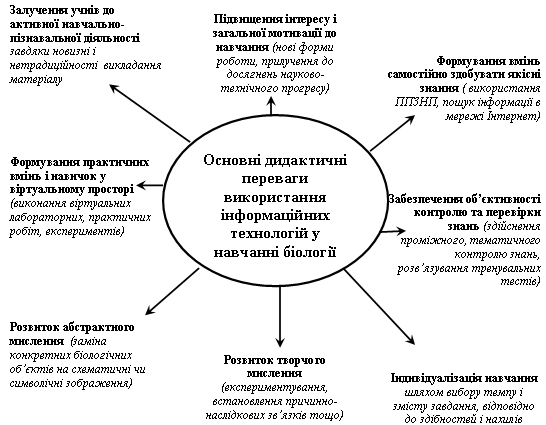 Залучення учнів до
активної навчально-
пізнавальної діяльності
завдяки новизні і
нетрадиційності викладання
матеріалу
Підвищення інтересу і
загальної мотивації до
навчання (нові форми
роботи, прилучення до
досягнень науково-
технічного прогресу)
Формування вмінь
самостійно здобувати якісні
знання ( використання
ППЗНП, пошук інформації в
мережі Інтернет)
Формування практичних
вмінь і навичок у
віртуальному просторі
(виконання віртуальних
лабораторних, практичних
робіт, експериментів)
Основні дидактичні
переваги
використання
інформаційних
технологій у
навчанні біології
Забезпечення об’єктивності
контролю та перевірки
знань (здійснення
проміжного, тематичного
контролю знань,
розв’язування тренувальних
тестів)
Розвиток абстрактного
мислення (заміна
конкретних біологічних
об’єктів на схематичні чи
символічні зображення)
Розвиток творчого
мислення
(експериментування,
встановлення причинно-
наслідкових зв’язків тощо)
Індивідуалізація навчання
шляхом вибору темпу і
змісту завдання, відповідно
до здібностей і нахилів